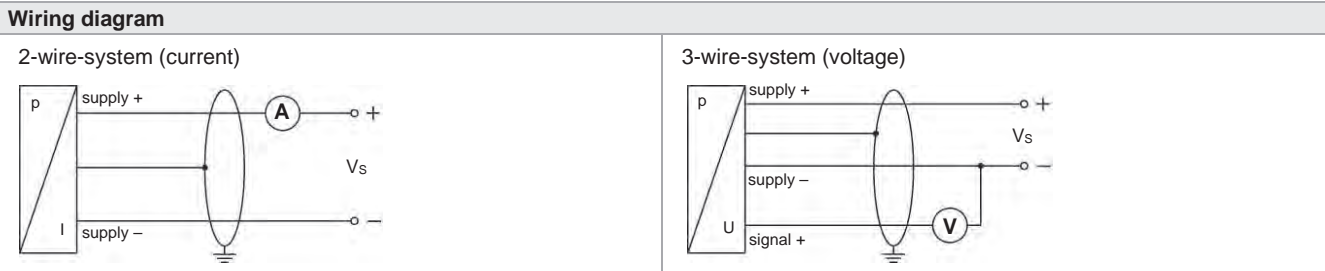 Wiring diagram
2-wire-system (current)
p
supply +
A
+
Vs
I
supply –
–
3-wire-system (voltage)
p
supply +
+
Vs
–
supply –
U
V
signal +